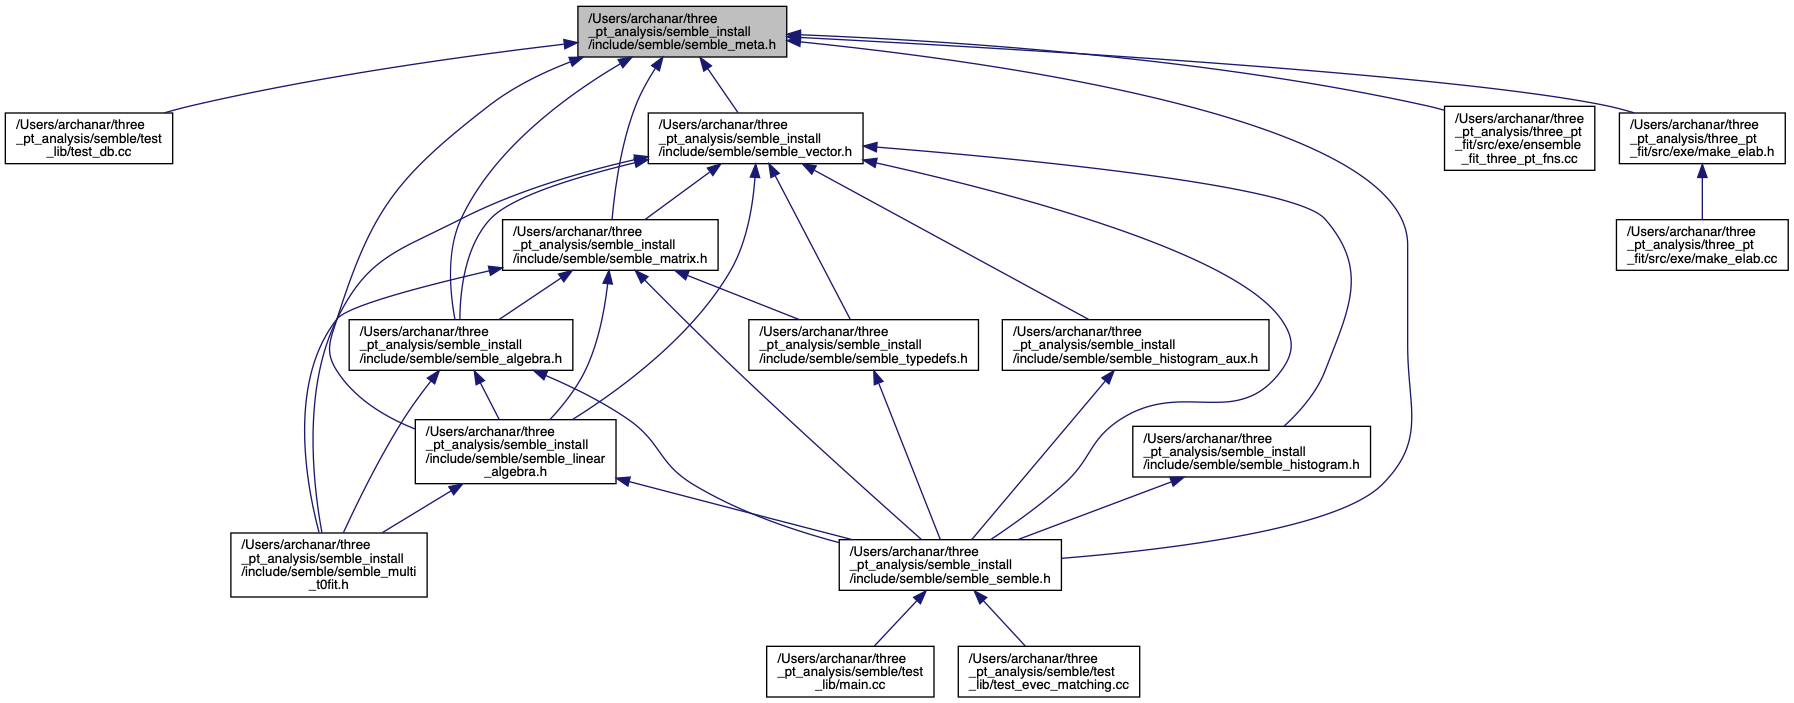 /Users/archanar/three
_pt_analysis/semble_install
/include/semble/semble_meta.h
/Users/archanar/three
_pt_analysis/semble/test
_lib/test_db.cc
/Users/archanar/three
_pt_analysis/semble_install
/include/semble/semble_vector.h
/Users/archanar/three
_pt_analysis/three_pt
_fit/src/exe/ensemble
_fit_three_pt_fns.cc
/Users/archanar/three
_pt_analysis/three_pt
_fit/src/exe/make_elab.h
/Users/archanar/three
_pt_analysis/semble_install
/include/semble/semble_matrix.h
/Users/archanar/three
_pt_analysis/three_pt
_fit/src/exe/make_elab.cc
/Users/archanar/three
_pt_analysis/semble_install
/include/semble/semble_algebra.h
/Users/archanar/three
_pt_analysis/semble_install
/include/semble/semble_typedefs.h
/Users/archanar/three
_pt_analysis/semble_install
/include/semble/semble_histogram_aux.h
/Users/archanar/three
_pt_analysis/semble_install
/include/semble/semble_linear
_algebra.h
/Users/archanar/three
_pt_analysis/semble_install
/include/semble/semble_histogram.h
/Users/archanar/three
_pt_analysis/semble_install
/include/semble/semble_multi
_t0fit.h
/Users/archanar/three
_pt_analysis/semble_install
/include/semble/semble_semble.h
/Users/archanar/three
_pt_analysis/semble/test
_lib/main.cc
/Users/archanar/three
_pt_analysis/semble/test
_lib/test_evec_matching.cc